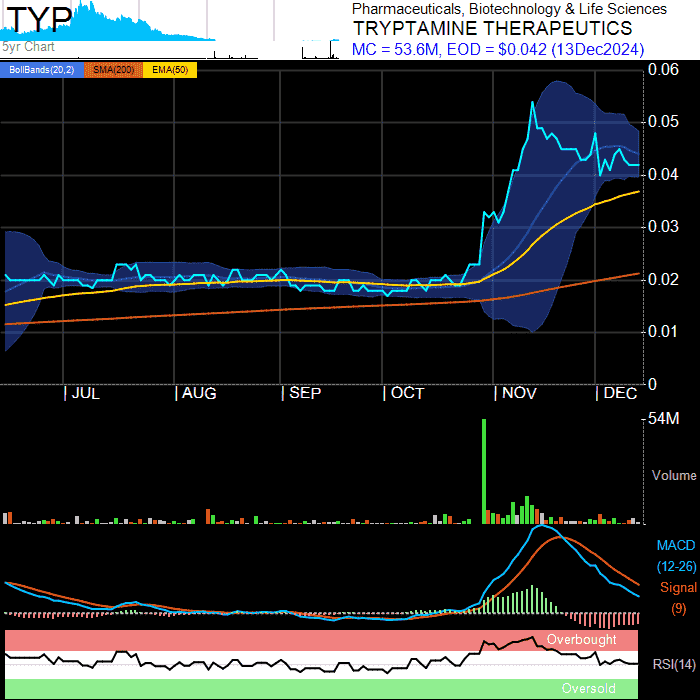 TYP
Pharmaceuticals, Biotechnology & Life Sciences
TRYPTAMINE THERAPEUTICS
5yr Chart
MC = 53.6M, EOD = $0.042 (13Dec2024)
BollBands(20,2) SMA(200) EMA(50)
0.06
0.05
0.04
0.03
0.02
0.01
0
| JUL | AUG | SEP | OCT | NOV | DEC
54M
Volume
MACD
(12-26)
Signal
(9)
Overbought
RSI(14)
Oversold